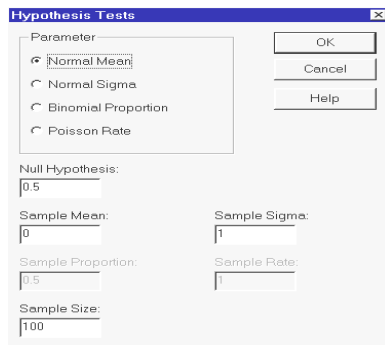 Hypothesis Tests
Parameter
Normal Mean
Normal Sigma
Binomial Proportion
Poisson Rate
OK
Cancel
Help
Null Hypothesis:
0.5
Sample Mean:
Sample Sigma:
0
1
Sample Proportion:
Sample Rate:
0.5
1
Sample Size:
100